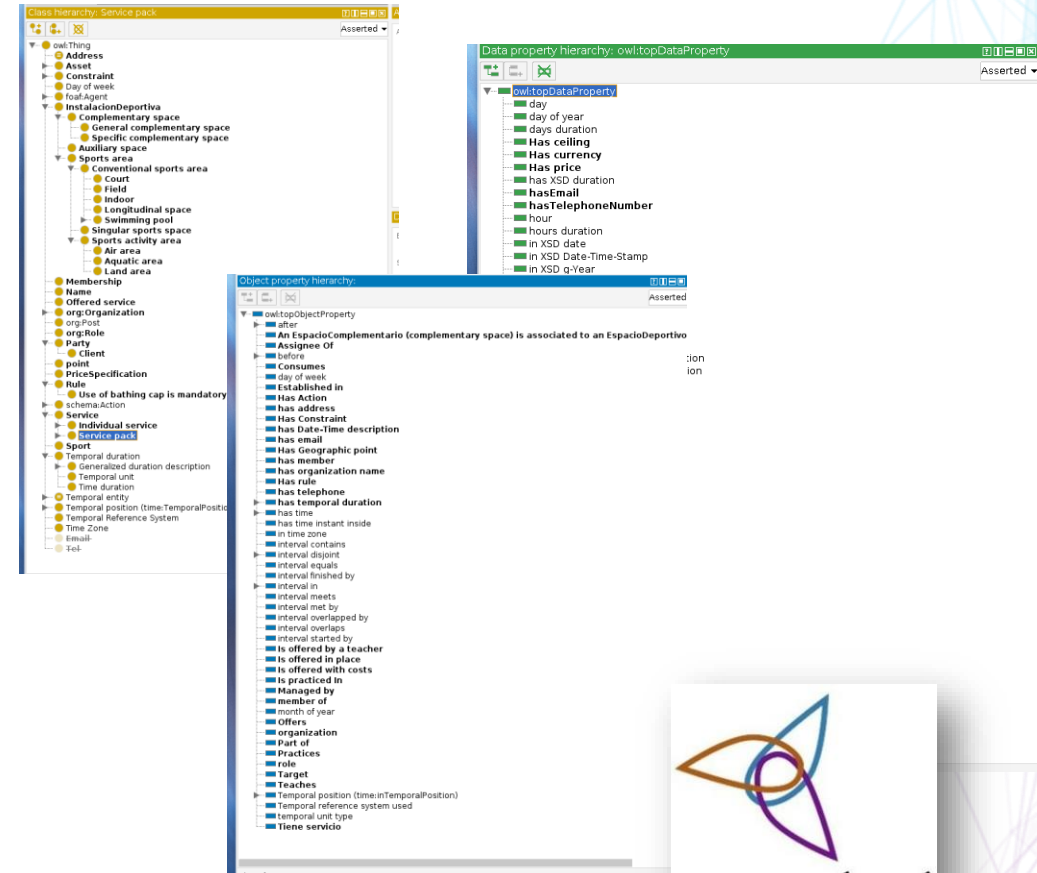 Class hierarchy: Service pack
Asserted
owl:Thing
Address
Asset
Constraint
Day of week
foaf:Agent
InstalacionDeportiva
Complementary space
General complementary space
Specific complementary space
Auxiliary space
Sports area
Conventional sports area
Court
Field
Indoor
Longitudinal space
Swimming pool
Singular sports space
Sports activity area
Air area
Aquatic area
Land area
Membership
Name
Offered service
org:Organization
org:Post
org:Role
Party
Client
point
PriceSpecification
Rule
Use of bathing cap is mandatory
schema:Action
Service
Individual service
Service pack
Sport
Temporal duration
Generalized duration description
Temporal unit
Time duration
Temporal entity
Temporal position (time:TemporalPositio
Temporal Reference System
Time Zone
Email
Tel
Data property hierarchy: owl:topDataProperty
Asserted
owl:topDataProperty
day
day of year
days duration
Has ceiling
Has currency
Has price
has XSD duration
hasEmail
hasTelephoneNumber
hour
hours duration
in XSD date
in XSD Date-Time-Stamp
in XSD g-Year
tion
ion
Object property hierarchy:
Asserted
owl:topObjectProperty
after
An EspacioComplementario (complementary space) is associated to an EspacioDeportivo
Assignee Of
before
Consumes
day of week
Established in
Has Action
has address
Has Constraint
has Date-Time description
has email
Has Geographic point
has member
has organization name
Has rule
has telephone
has temporal duration
has time
has time instant inside
in time zone
interval contains
interval disjoint
interval equals
interval finished by
interval in
interval meets
interval met by
interval overlapped by
interval overlaps
interval started by
Is offered by a teacher
Is offered in place
Is offered with costs
Is practiced In
Managed by
member of
month of year
Offers
organization
Part of
Practices
role
Target
Teaches
Temporal position (time:inTemporalPosition)
Temporal reference system used
temporal unit type
Tiene servicio